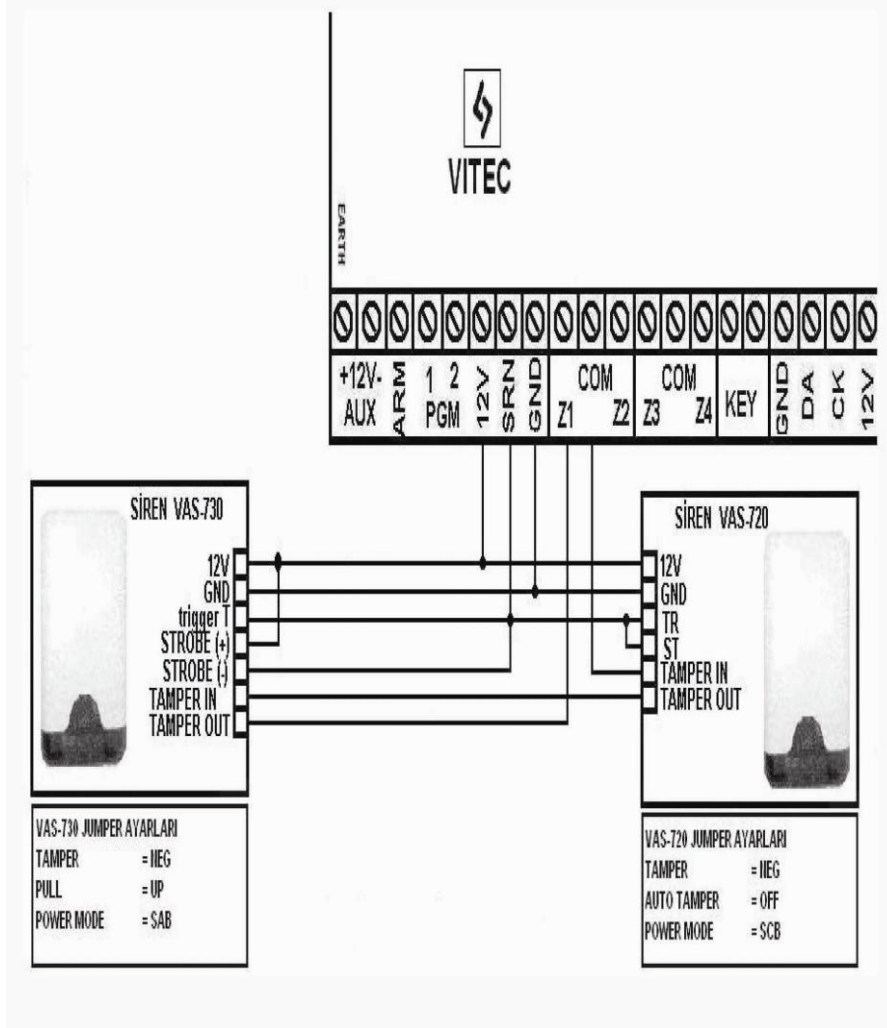 VITEC
EARTH
+12V- AUX
ARM
1 2 PGM
12V
SRN
GND
Z1 COM Z2
Z3 COM Z4
KEY
GND
DA
CK
12V
SİREN VAS-730
12V
GND
trigger T
STROBE (+)
STROBE (-)
TAMPER IN
TAMPER OUT
SİREN VAS-720
12V
GND
TR
ST
TAMPER IN
TAMPER OUT
VAS-730 JUMPER AYARLARI
TAMPER = NEG
PULL = UP
POWER MODE = SAB
VAS-720 JUMPER AYARLARI
TAMPER = NEG
AUTO TAMPER = OFF
POWER MODE = SCB